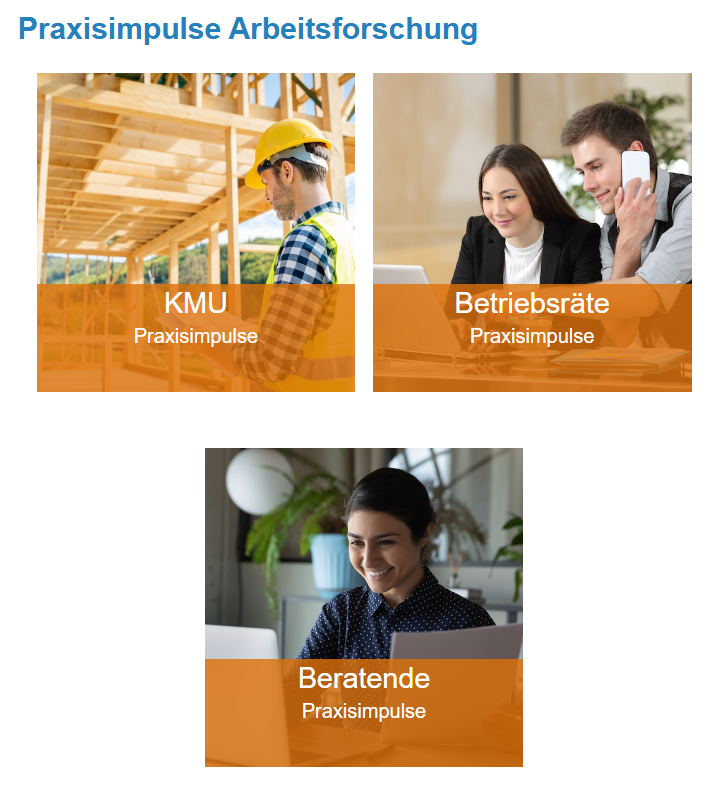 Praxisimpulse Arbeitsforschung
KMU
Praxisimpulse
Betriebsräte
Praxisimpulse
Beratende
Praxisimpulse